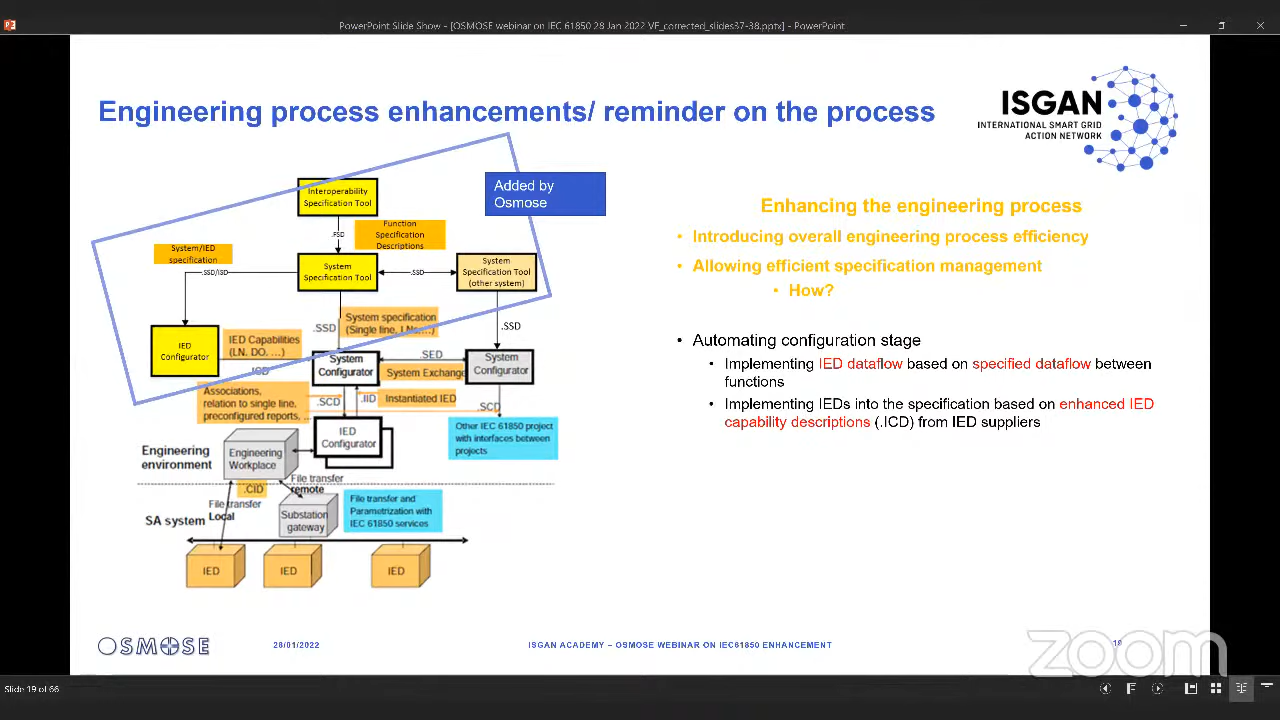 PowerPoint Slide Show - [OSMOSE webinar on IEC 61850 28 Jan 2022 VF_corrected_slides37-38.pptx] - PowerPoint
Engineering process enhancements/ reminder on the process
ISGAN
INTERNATIONAL SMART GRID
ACTION NETWORK
Added by
Osmose
Interoperability
Specification Tool
.FSD
Function
Specification
Descriptions
System/IED
specification
.SSD/ISD
System
Specification Tool
.SSD
System
Specification Tool
(other system)
System specification
(Single line, LNs,...)
.SSD
.SSD
IED
Configurator
IED Capabilities
(LN. DO, ...)
.ICD
System
Configurator
.SED
System Exchange
System
Configurator
Associations,
relation to single line,
preconfigured reports, ...
.SCD
.IID
Instantiated IED
.SCD
IED
Configurator
Other IEC 61850 project
with interfaces between
projects
Engineering
environment
Engineering
Workplace
File transfer
remote
.CID
File transfer
Local
SA system
Substation
gateway
File transfer and
Parametrization with
IEC 61850 services
IED
IED
IED
Enhancing the engineering process
• Introducing overall engineering process efficiency
• Allowing efficient specification management
• How?
• Automating configuration stage
• Implementing IED dataflow based on specified dataflow between
functions
• Implementing IEDs into the specification based on enhanced IED
capability descriptions (.ICD) from IED suppliers
OSMOSE
28/01/2022
ISGAN ACADEMY – OSMOSE WEBINAR ON IEC61850 ENHANCEMENT
19
zoom
Slide 19 of 66